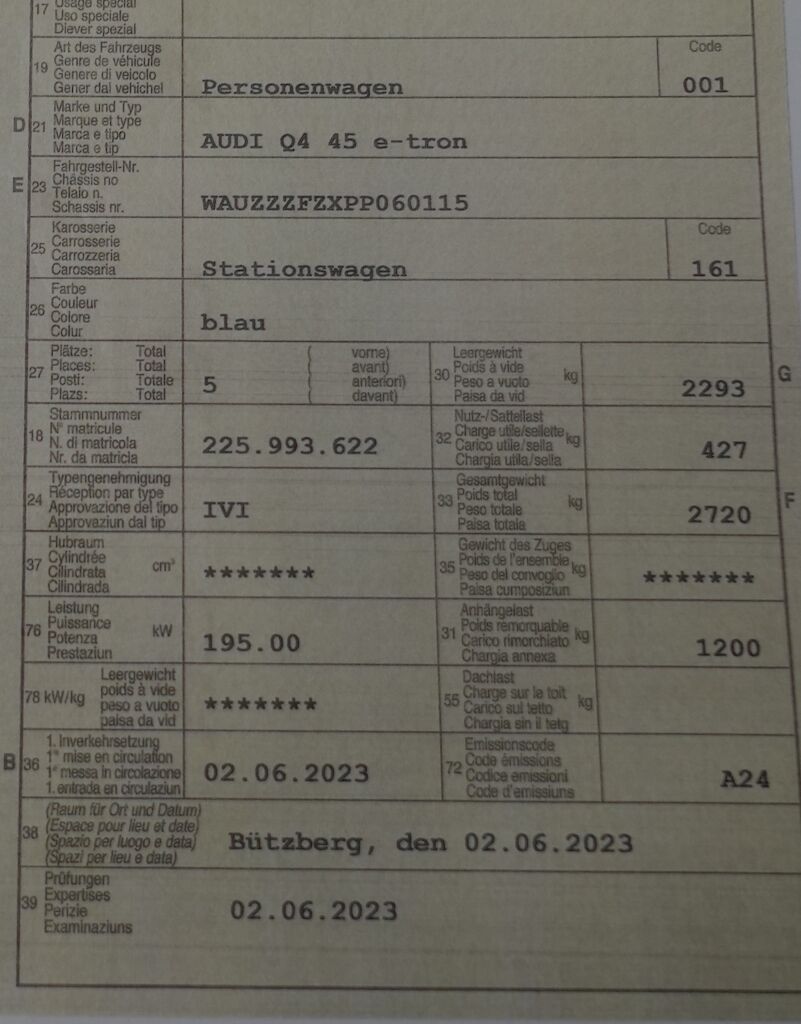 17 Usage spécial
Uso speciale
Diever spezial
19 Art des Fahrzeugs
Genre de véhicule
Genere di veicolo
Gener dal vehichel
Personenwagen
Code
001
D 21 Marke und Typ
Marque et type
Marca e tipo
Marca e tip
AUDI Q4 45 e-tron
E 23 Fahrgestell-Nr.
Châssis no
Telaio n.
Schassis nr.
WAUZZZFZXPP060115
25 Karosserie
Carrosserie
Carrozzeria
Carossaria
Stationswagen
Code
161
26 Farbe
Couleur
Colore
Colur
blau
27 Plätze: Total ( vorne)
Places: Total ( avant)
Posti: Totale ( anteriori)
Plazs: Total ( davant)
5
30 Leergewicht
Poids à vide
Peso a vuoto
Paisa da vid
kg
2293
G
18 Stammnummer
N° matricule
N. di matricola
Nr. da matricla
225.993.622
32 Nutz-/Sattellast
Charge utile/sellette
Carico utile/sella
Chargia utila/sella
kg
427
24 Typengenehmigung
Réception par type
Approvazione del tipo
Approvaziun dal tip
IVI
33 Gesamtgewicht
Poids total
Peso totale
Paisa totala
kg
2720
F
37 Hubraum
Cylindrée
Cilindrata
Cilindrada
cm³
*******
35 Gewicht des Zuges
Poids de l'ensemble
Peso del convoglio
Paisa cumposiziun
kg
*******
76 Leistung
Puissance
Potenza
Prestaziun
kW
195.00
31 Anhängelast
Poids remorquable
Carico rimorchiato
Chargia annexa
kg
1200
78 kW/kg Leergewicht
poids à vide
peso a vuoto
paisa da vid
*******
55 Dachlast
Charge sur le toit
Carico sul tetto
Chargia sin il tetg
kg
B 36 1. Inverkehrsetzung
1re mise en circulation
1a messa in circolazione
1. entrada en circulaziun
02.06.2023
72 Emissionscode
Code émissions
Codice emissioni
Code d'emissiuns
A24
38 (Raum für Ort und Datum)
(Espace pour lieu et date)
(Spazio per luogo e data)
(Spazi per lieu e data)
Bützberg, den 02.06.2023
39 Prüfungen
Expertises
Perizie
Examinaziuns
02.06.2023